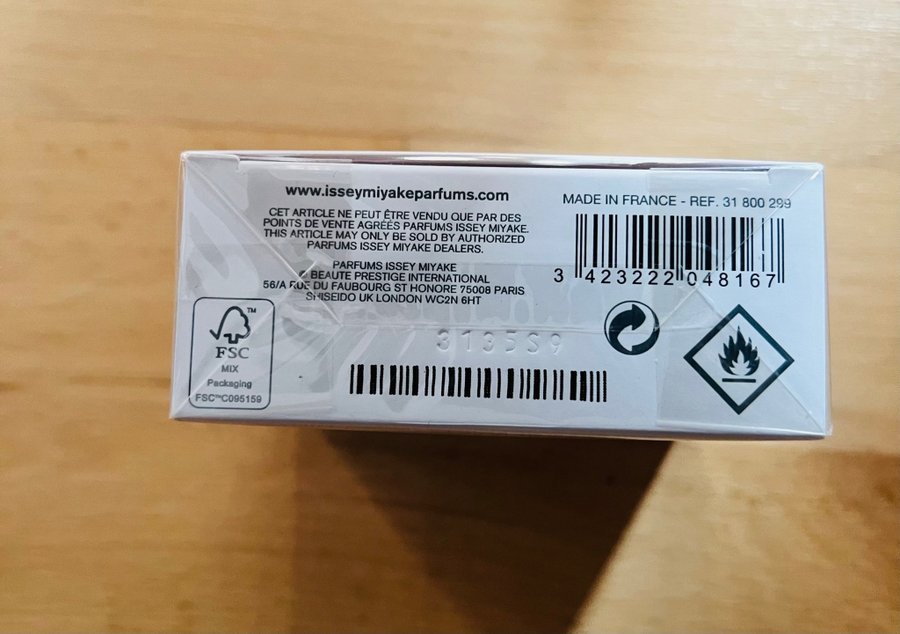 www.isseymiyakeparfums.com
CET ARTICLE NE PEUT ÊTRE VENDU QUE PAR DES
POINTS DE VENTE AGRÉÉS PARFUMS ISSEY MIYAKE.
THIS ARTICLE MAY ONLY BE SOLD BY AUTHORIZED
PARFUMS ISSEY MIYAKE DEALERS.
PARFUMS ISSEY MIYAKE
© BEAUTE PRESTIGE INTERNATIONAL
56/A RUE DU FAUBOURG ST HONORE 75008 PARIS
SHISEIDO UK LONDON WC2N 6HT
MADE IN FRANCE - REF. 31 800 299
3 423222 048167
FSC™
MIX
Packaging
FSC™C095159
3135S9